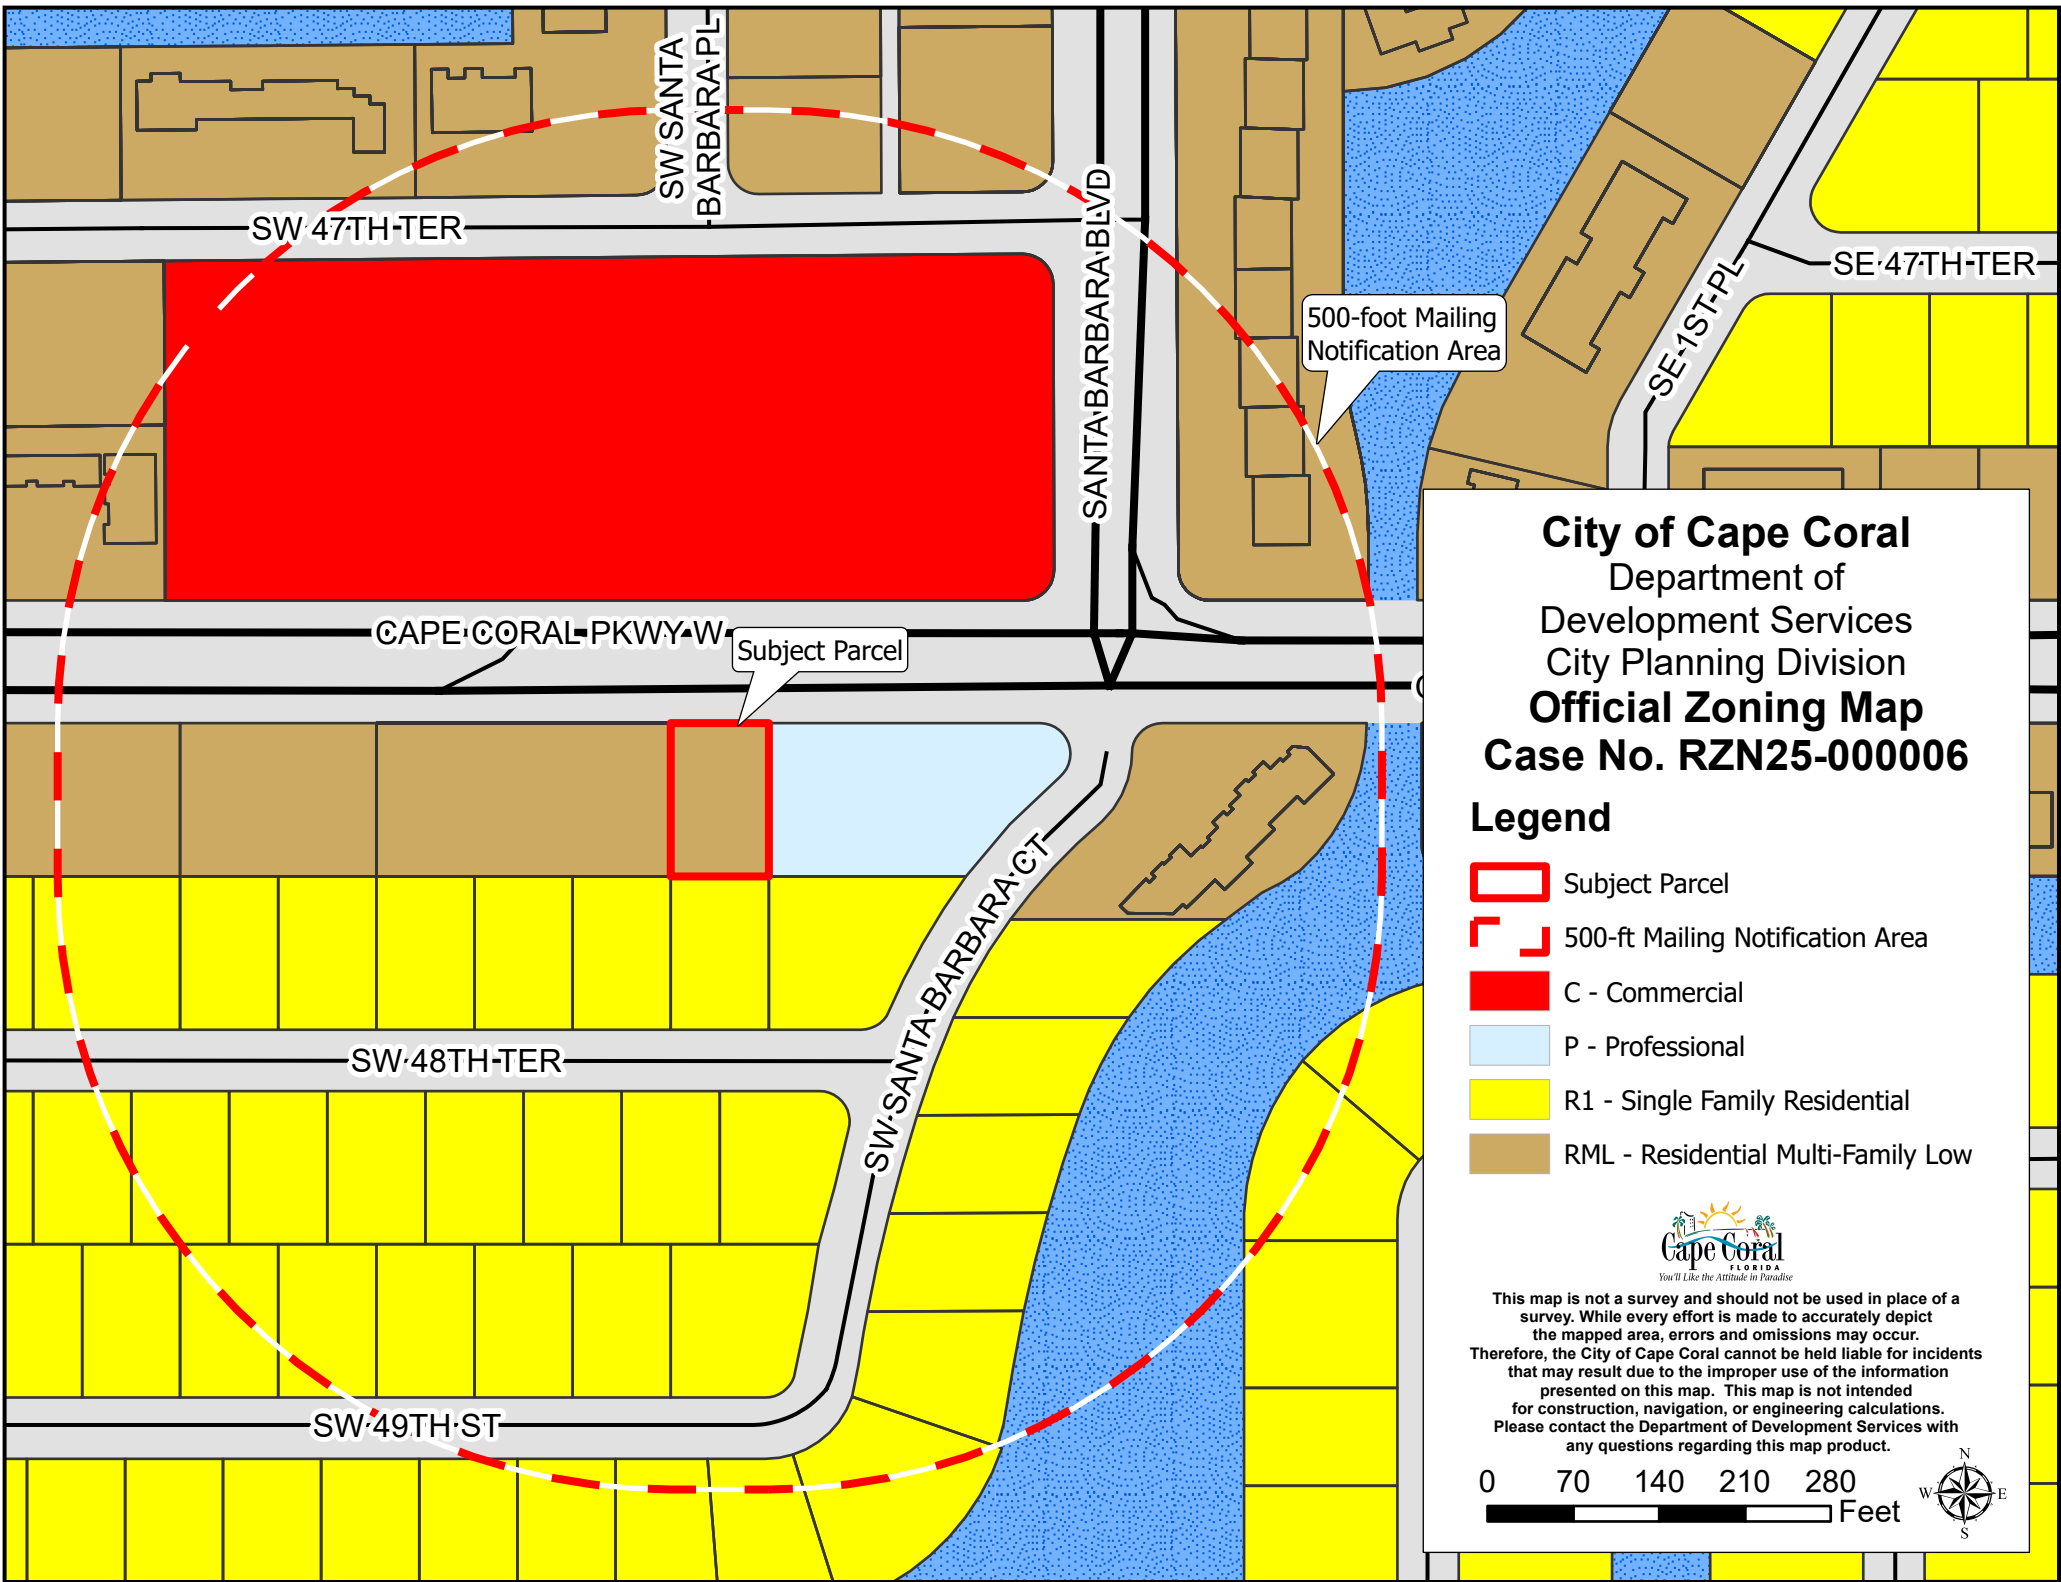 SW SANTA
BARBARA PL
SW 47TH TER
SANTA BARBARA BLVD
SE 47TH TER
SE 1ST PL
500-foot Mailing
Notification Area
CAPE CORAL PKWY W
Subject Parcel
SW SANTA BARBARA CT
SW 48TH TER
SW 49TH ST
City of Cape Coral
Department of
Development Services
City Planning Division
Official Zoning Map
Case No. RZN25-000006
Legend
Subject Parcel
500-ft Mailing Notification Area
C - Commercial
P - Professional
R1 - Single Family Residential
RML - Residential Multi-Family Low
Cape Coral
FLORIDA
You'll Like the Attitude in Paradise
This map is not a survey and should not be used in place of a
survey. While every effort is made to accurately depict
the mapped area, errors and omissions may occur.
Therefore, the City of Cape Coral cannot be held liable for incidents
that may result due to the improper use of the information
presented on this map. This map is not intended
for construction, navigation, or engineering calculations.
Please contact the Department of Development Services with
any questions regarding this map product.
0 70 140 210 280
Feet
N
W E
S